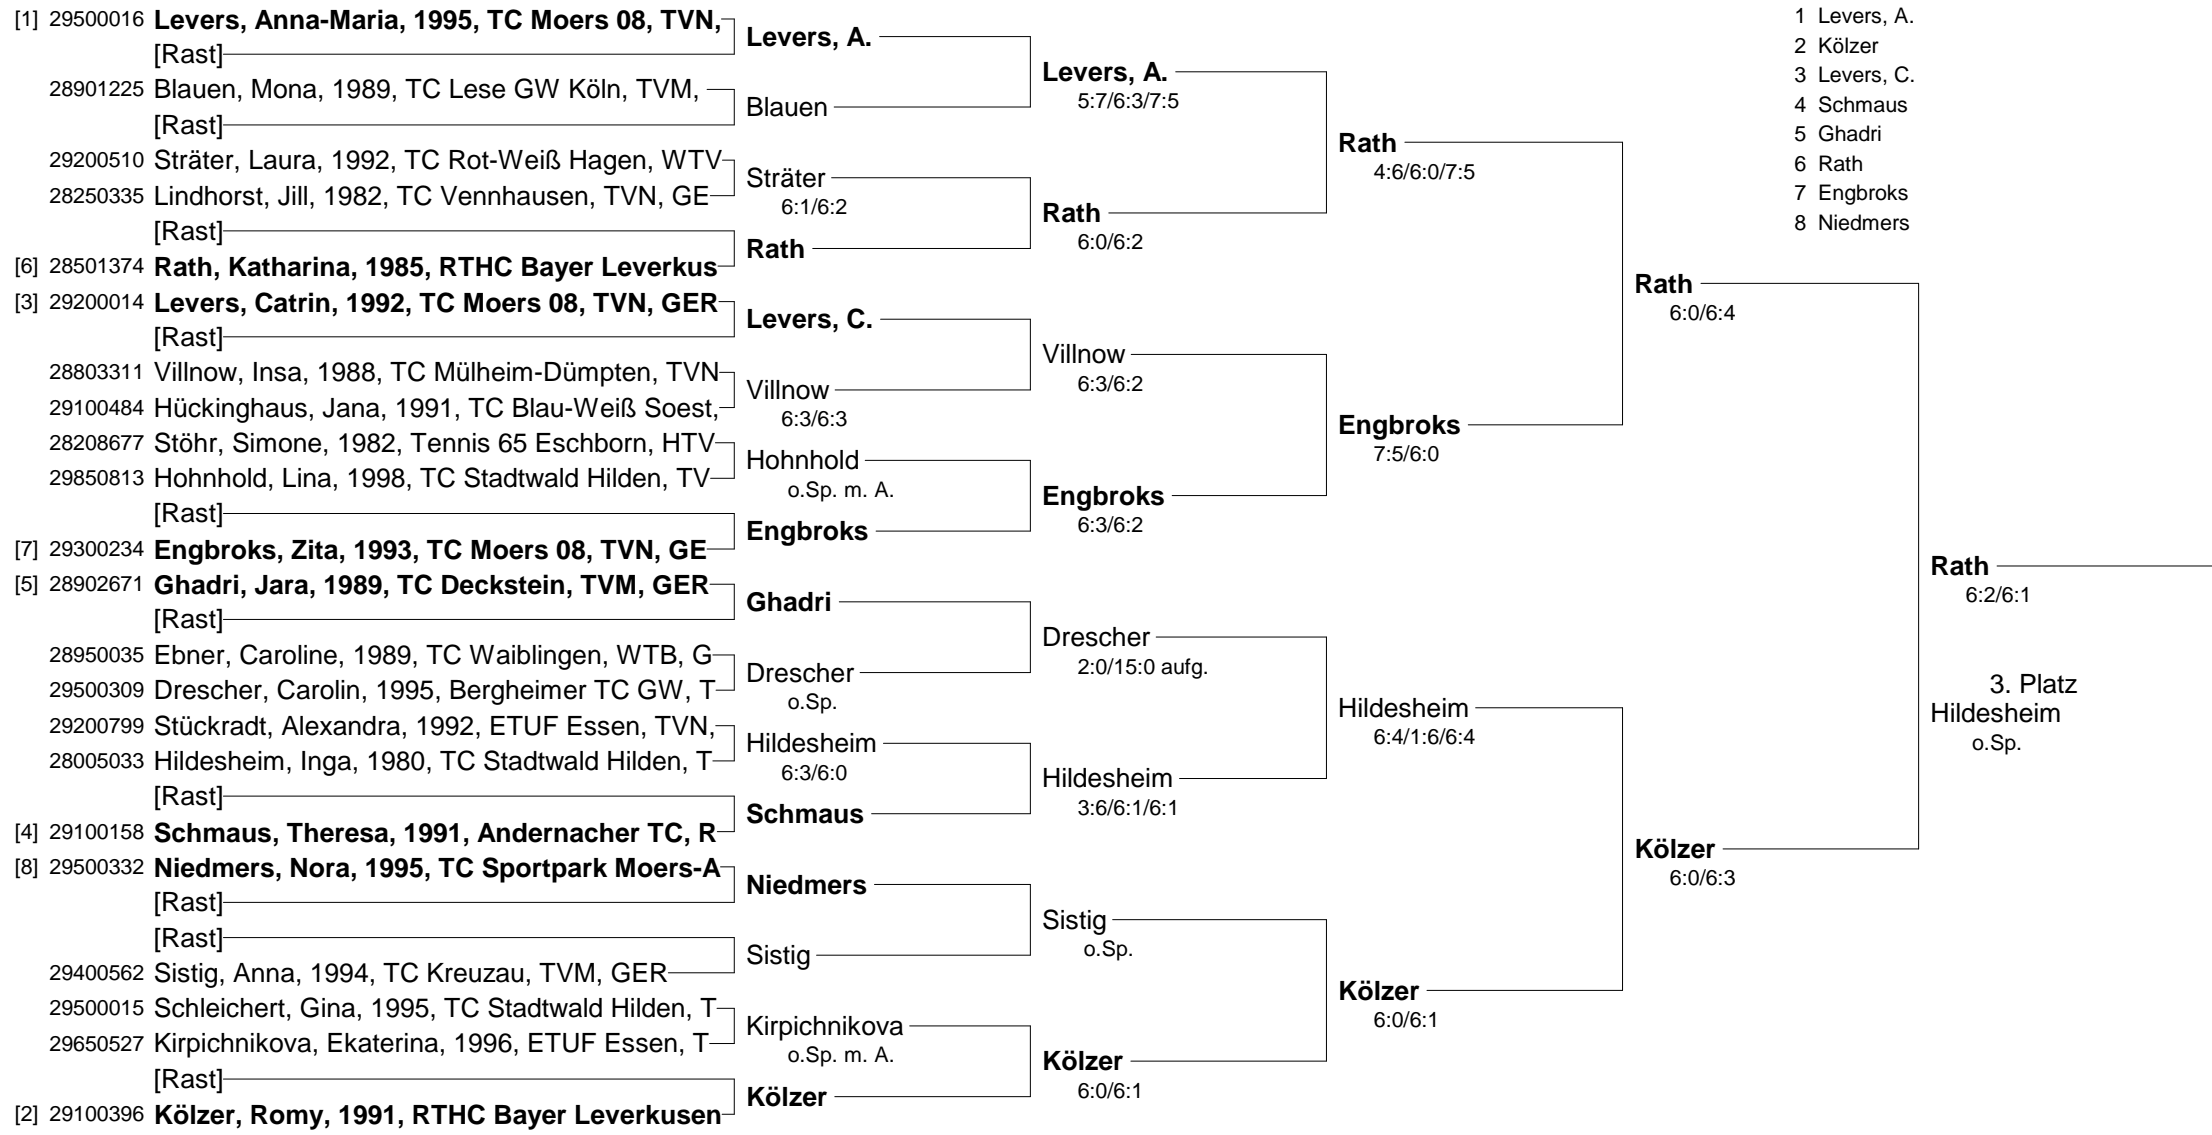 [1] 29500016 Levers, Anna-Maria, 1995, TC Moers 08, TVN,
[Rast]
28901225 Blauen, Mona, 1989, TC Lese GW Köln, TVM,
[Rast]
29200510 Sträter, Laura, 1992, TC Rot-Weiß Hagen, WTV
28250335 Lindhorst, Jill, 1982, TC Vennhausen, TVN, GE
[Rast]
[6] 28501374 Rath, Katharina, 1985, RTHC Bayer Leverkus
[3] 29200014 Levers, Catrin, 1992, TC Moers 08, TVN, GER
[Rast]
28803311 Villnow, Insa, 1988, TC Mülheim-Dümpten, TVN
29100484 Hückinghaus, Jana, 1991, TC Blau-Weiß Soest,
28208677 Stöhr, Simone, 1982, Tennis 65 Eschborn, HTV
29850813 Hohnhold, Lina, 1998, TC Stadtwald Hilden, TV
[Rast]
[7] 29300234 Engbroks, Zita, 1993, TC Moers 08, TVN, GE
[5] 28902671 Ghadri, Jara, 1989, TC Deckstein, TVM, GER
[Rast]
28950035 Ebner, Caroline, 1989, TC Waiblingen, WTB, G
29500309 Drescher, Carolin, 1995, Bergheimer TC GW, T
29200799 Stückradt, Alexandra, 1992, ETUF Essen, TVN,
28005033 Hildesheim, Inga, 1980, TC Stadtwald Hilden, T
[Rast]
[4] 29100158 Schmaus, Theresa, 1991, Andernacher TC, R
[8] 29500332 Niedmers, Nora, 1995, TC Sportpark Moers-A
[Rast]
[Rast]
29400562 Sistig, Anna, 1994, TC Kreuzau, TVM, GER
29500015 Schleichert, Gina, 1995, TC Stadtwald Hilden, T
29650527 Kirpichnikova, Ekaterina, 1996, ETUF Essen, T
[Rast]
[2] 29100396 Kölzer, Romy, 1991, RTHC Bayer Leverkusen
Levers, A.
Blauen
Sträter
6:1/6:2
Rath
Levers, C.
Villnow
6:3/6:3
Hohnhold
o.Sp. m. A.
Engbroks
Ghadri
Drescher
o.Sp.
Hildesheim
6:3/6:0
Schmaus
Niedmers
Sistig
Kirpichnikova
o.Sp. m. A.
Kölzer
Levers, A.
5:7/6:3/7:5
Rath
6:0/6:2
Villnow
6:3/6:2
Engbroks
6:3/6:2
Drescher
2:0/15:0 aufg.
Hildesheim
3:6/6:1/6:1
Sistig
o.Sp.
Kölzer
6:0/6:1
Rath
4:6/6:0/7:5
Engbroks
7:5/6:0
Hildesheim
6:4/1:6/6:4
Kölzer
6:0/6:1
Rath
6:0/6:4
Kölzer
6:0/6:3
Rath
6:2/6:1
3. Platz
Hildesheim
o.Sp.
1 Levers, A.
2 Kölzer
3 Levers, C.
4 Schmaus
5 Ghadri
6 Rath
7 Engbroks
8 Niedmers